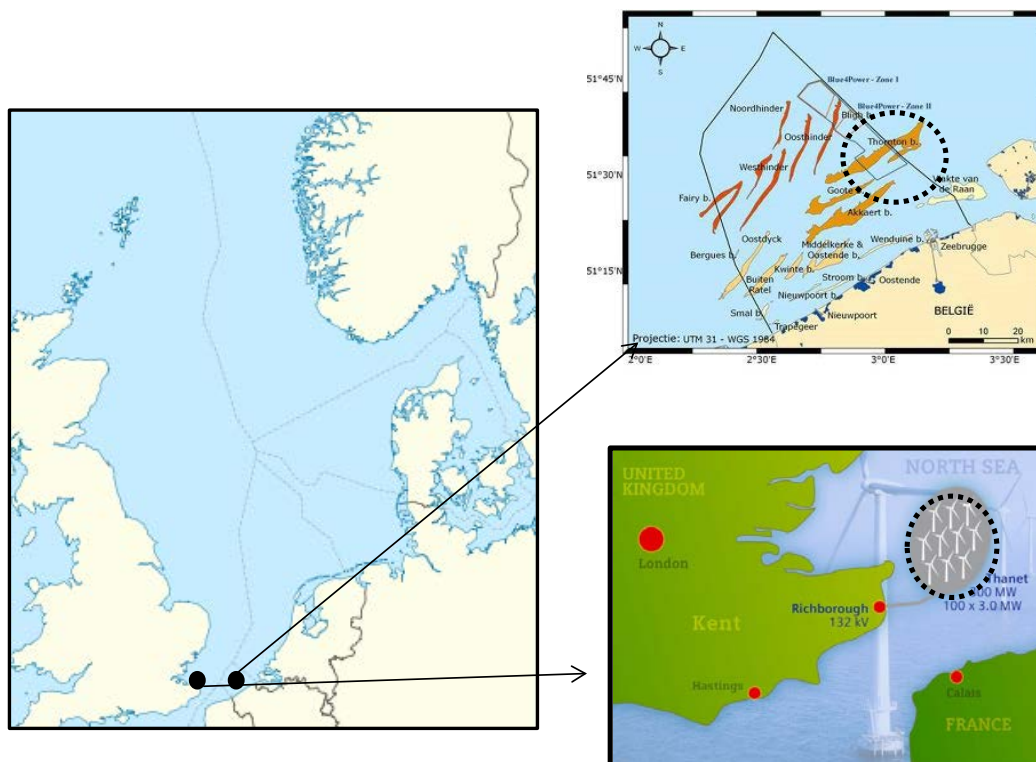 N
W
E
S
51°45'N
51°30'N
51°15'N
Blue4Power - Zone I
Blue4Power - Zone II
Noordhinder
Bligh
Oosthinder
Thornton b.
Westhinder
Vlakte van
de Raan
Goote
Fairy b.
Akkaert b.
Oostdyck
Middelkerke &
Oostende b.
Wenduine b.
Zeebrugge
Bergues b.
Kwinte b.
Buiten
Ratel
Stroom b.
Oostende
Nieuwpoort b.
Smal b.
Nieuwpoort
Trapegeer
BELGIË
0 10 20
km
Projectie: UTM 31 - WGS 1984
2°0'E
2°30'E
3°0'E
3°30'E
UNITED
KINGDOM
NORTH SEA
London
Thanet
300 MW
100 x 3.0 MW
Richborough
132 kV
Kent
Hastings
Calais
FRANCE